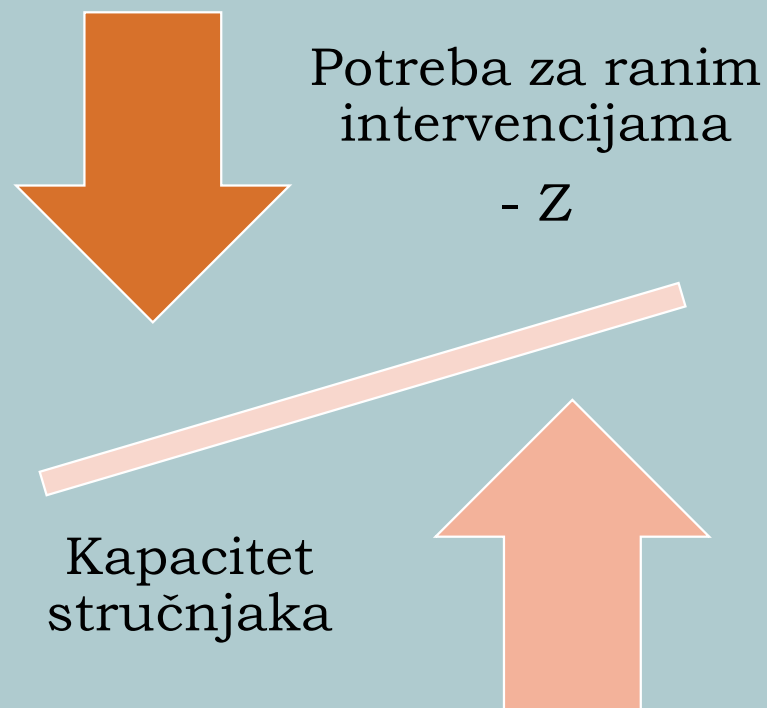 Potreba za ranim
intervencijama
- Z
Kapacitet
stručnjaka